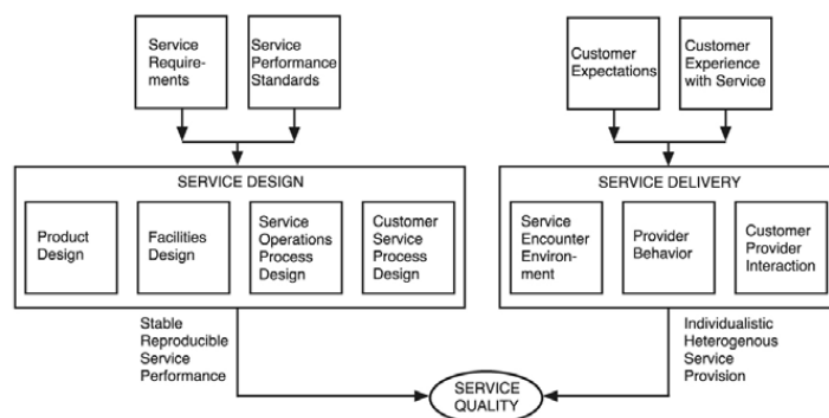 Service
Require-
ments
Service
Performance
Standards
Customer
Expectations
Customer
Experience
with Service
SERVICE DESIGN
Product
Design
Facilities
Design
Service
Operations
Process
Design
Customer
Service
Process
Design
SERVICE DELIVERY
Service
Encounter
Environ-
ment
Provider
Behavior
Customer
Provider
Interaction
Stable
Reproducible
Service
Performance
Individualistic
Heterogenous
Service
Provision
SERVICE
QUALITY